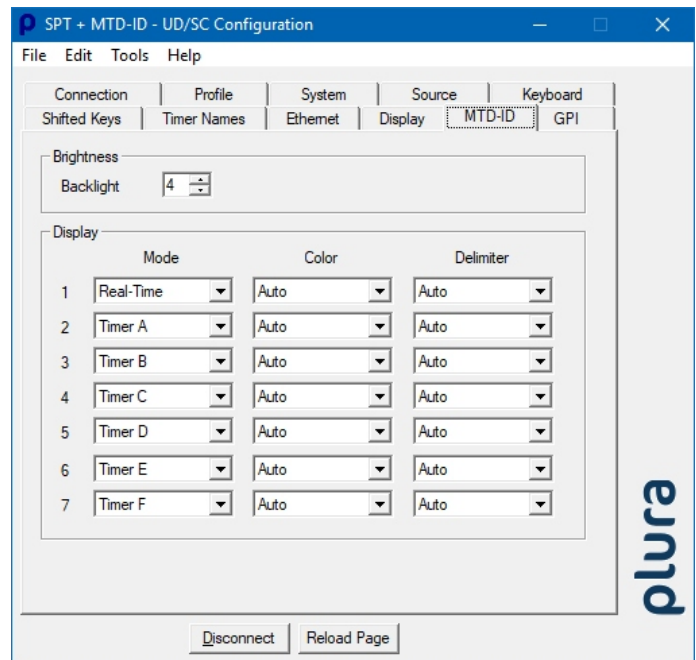 SPT + MTD-ID - UD/SC Configuration
File Edit Tools Help
Connection Profile System Source Keyboard
Shifted Keys Timer Names Ethernet Display MTD-ID GPI
Brightness
Backlight 4
Display
Mode Color Delimiter
1 Real-Time Auto Auto
2 Timer A Auto Auto
3 Timer B Auto Auto
4 Timer C Auto Auto
5 Timer D Auto Auto
6 Timer E Auto Auto
7 Timer F Auto Auto
plura
Disconnect Reload Page